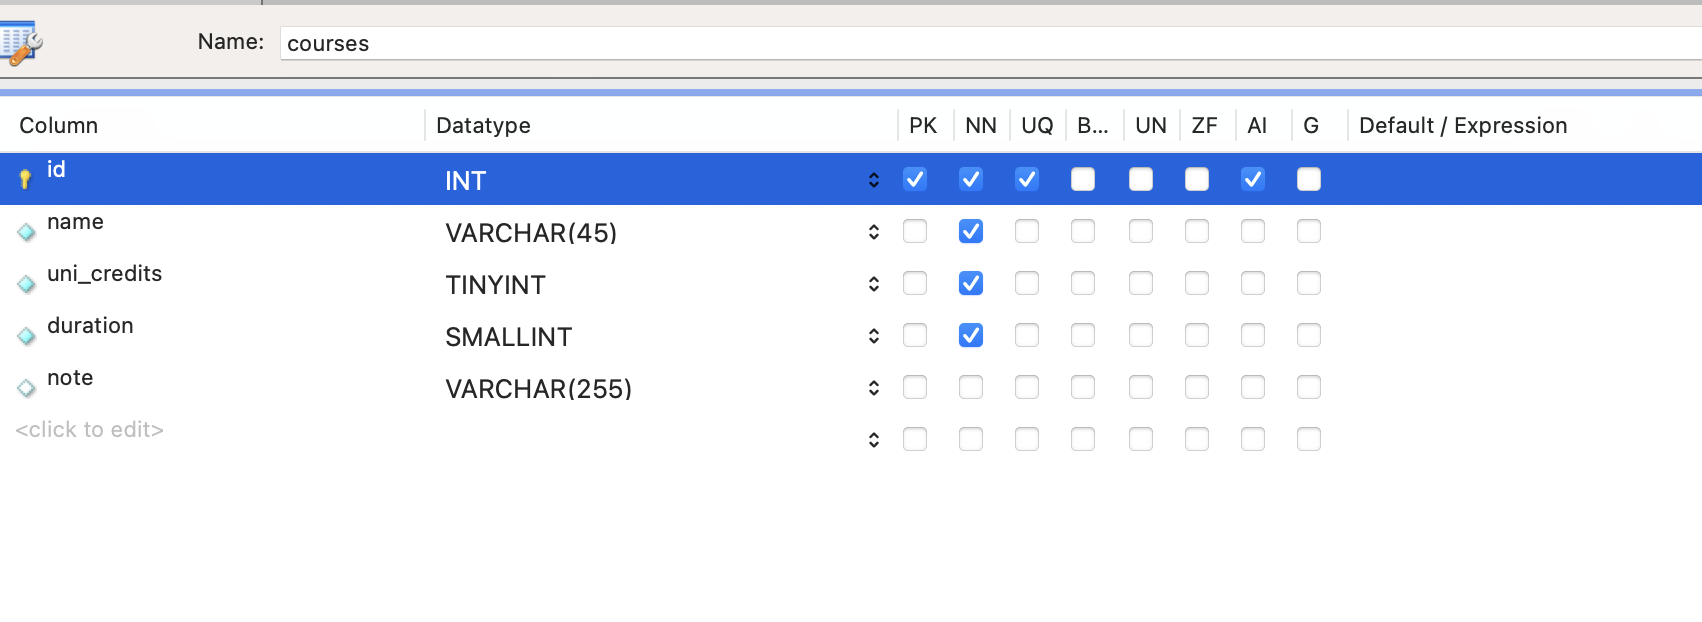 Name: courses
Column Datatype PK NN UQ B... UN ZF AI G Default / Expression
id INT
name VARCHAR(45)
uni_credits TINYINT
duration SMALLINT
note VARCHAR(255)
<click to edit>